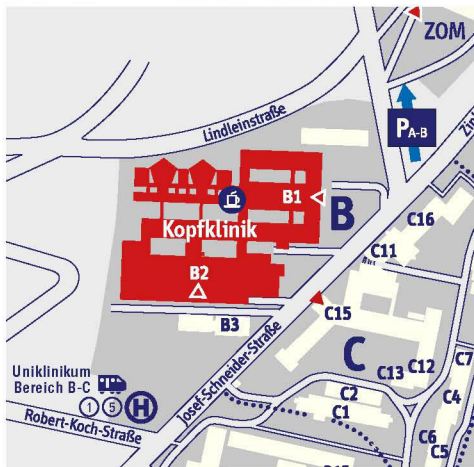 ZOM
Lindleinstraße
P A-B
Zin
B1
B
C16
Kopfklinik
C11
B2
B3
C15
C
C7
C13
C12
C2
C4
C1
Uniklinikum
Bereich B-C
1 5 H
Robert-Koch-Straße
Josef-Schneider-Straße
C6
C5